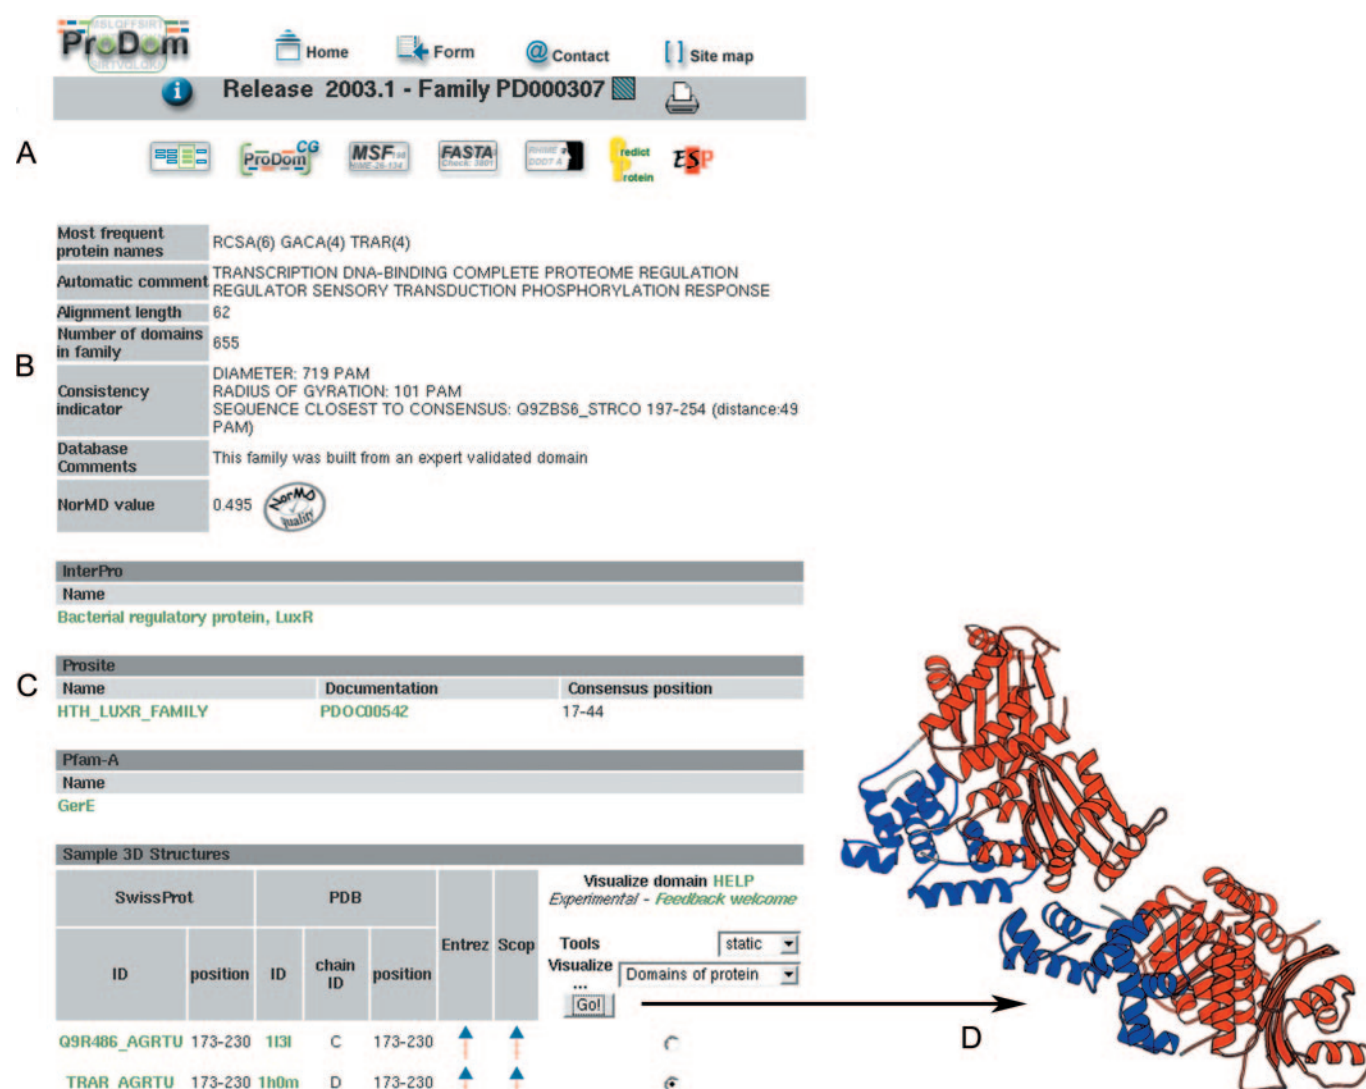 ProDom
Home
Form
Contact
Site map
Release 2003.1 - Family PD000307
A
ProDom CG
MSF
FASTA
Predict
Protein
ESP
Most frequent
protein names
RCSA(6) GACA(4) TRAR(4)
Automatic comment
TRANSCRIPTION DNA-BINDING COMPLETE PROTEOME REGULATION
REGULATOR SENSORY TRANSDUCTION PHOSPHORYLATION RESPONSE
Alignment length
62
Number of domains
in family
655
B
Consistency
indicator
DIAMETER: 719 PAM
RADIUS OF GYRATION: 101 PAM
SEQUENCE CLOSEST TO CONSENSUS: Q9ZBS6_STRCO 197-254 (distance:49
PAM)
Database
Comments
This family was built from an expert validated domain
NorMD value
0.495
NorMD
quality
InterPro
Name
Bacterial regulatory protein, LuxR
C
Prosite
Name Documentation Consensus position
HTH_LUXR_FAMILY PDOC00542 17-44
Pfam-A
Name
GerE
Sample 3D Structures
SwissProt PDB Entrez Scop
Visualize domain HELP
Experimental - Feedback welcome
ID position ID chain ID position
Tools static
Visualize ... Domains of protein
Go!
D
Q9R486_AGRTU 173-230 1l3l C 173-230
TRAR_AGRTU 173-230 1h0m D 173-230